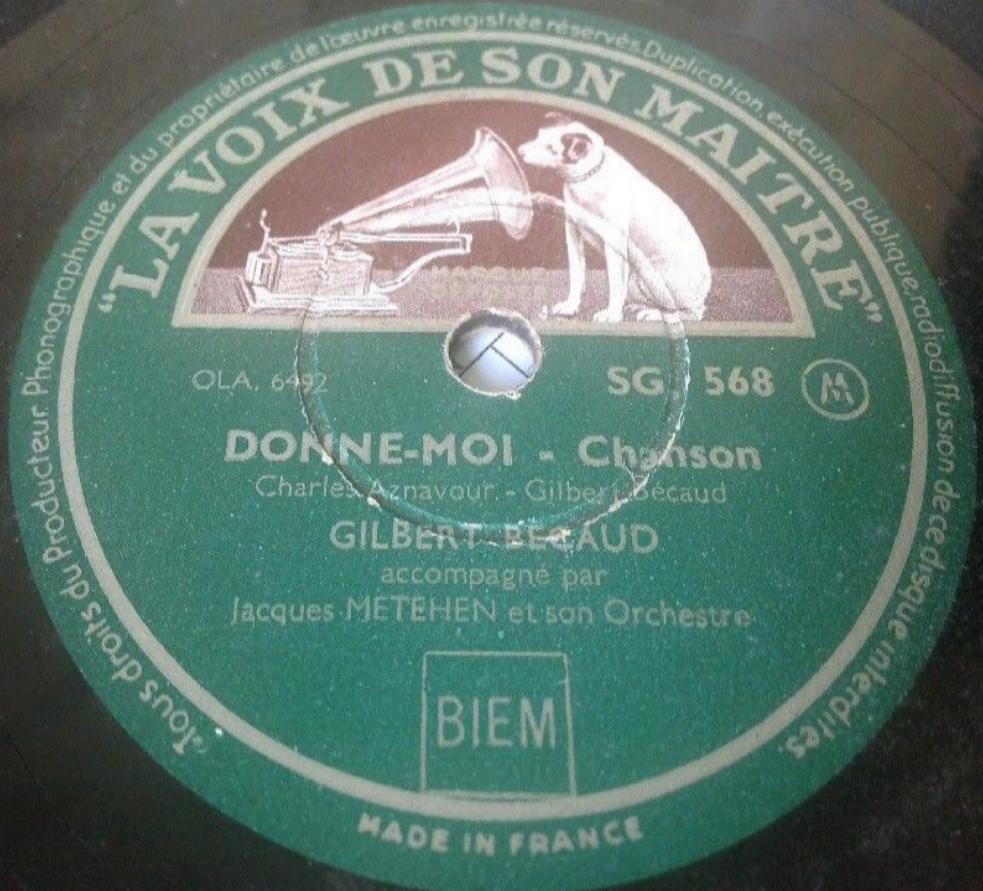 "Tous droits du Producteur Phonographique et du propriétaire de l'œuvre enregistrée réservés. Duplication, exécution publique, radiodiffusion de ce disque interdites.
"LA VOIX DE SON MAITRE"
OLA. 6492
SG 568
M
DONNE-MOI - Chanson
Charles Aznavour - Gilbert Bécaud
GILBERT BECAUD
accompagné par
Jacques METEHEN et son Orchestre
BIEM
MADE IN FRANCE